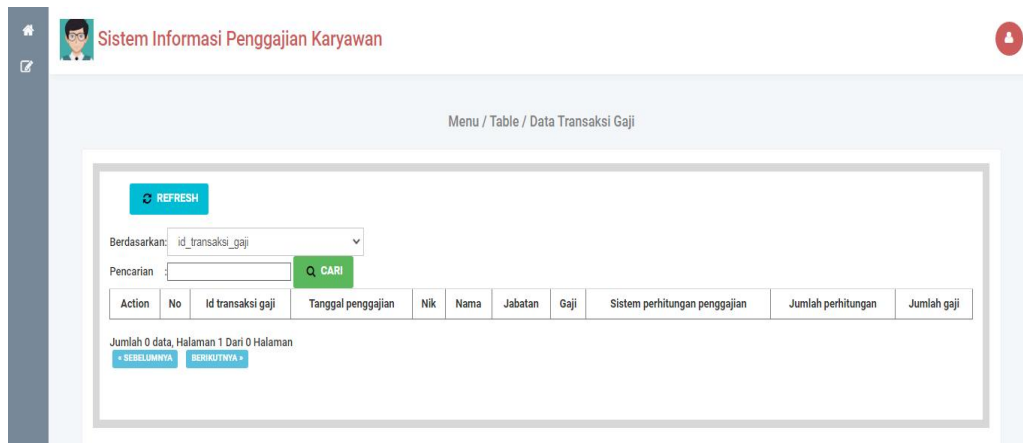 Sistem Informasi Penggajian Karyawan
Menu / Table / Data Transaksi Gaji
REFRESH
Berdasarkan: id_transaksi_gaji
Pencarian : CARI
Action No Id transaksi gaji Tanggal penggajian Nik Nama Jabatan Gaji Sistem perhitungan penggajian Jumlah perhitungan Jumlah gaji
Jumlah 0 data, Halaman 1 Dari 0 Halaman
« SEBELUMNYA BERIKUTNYA »